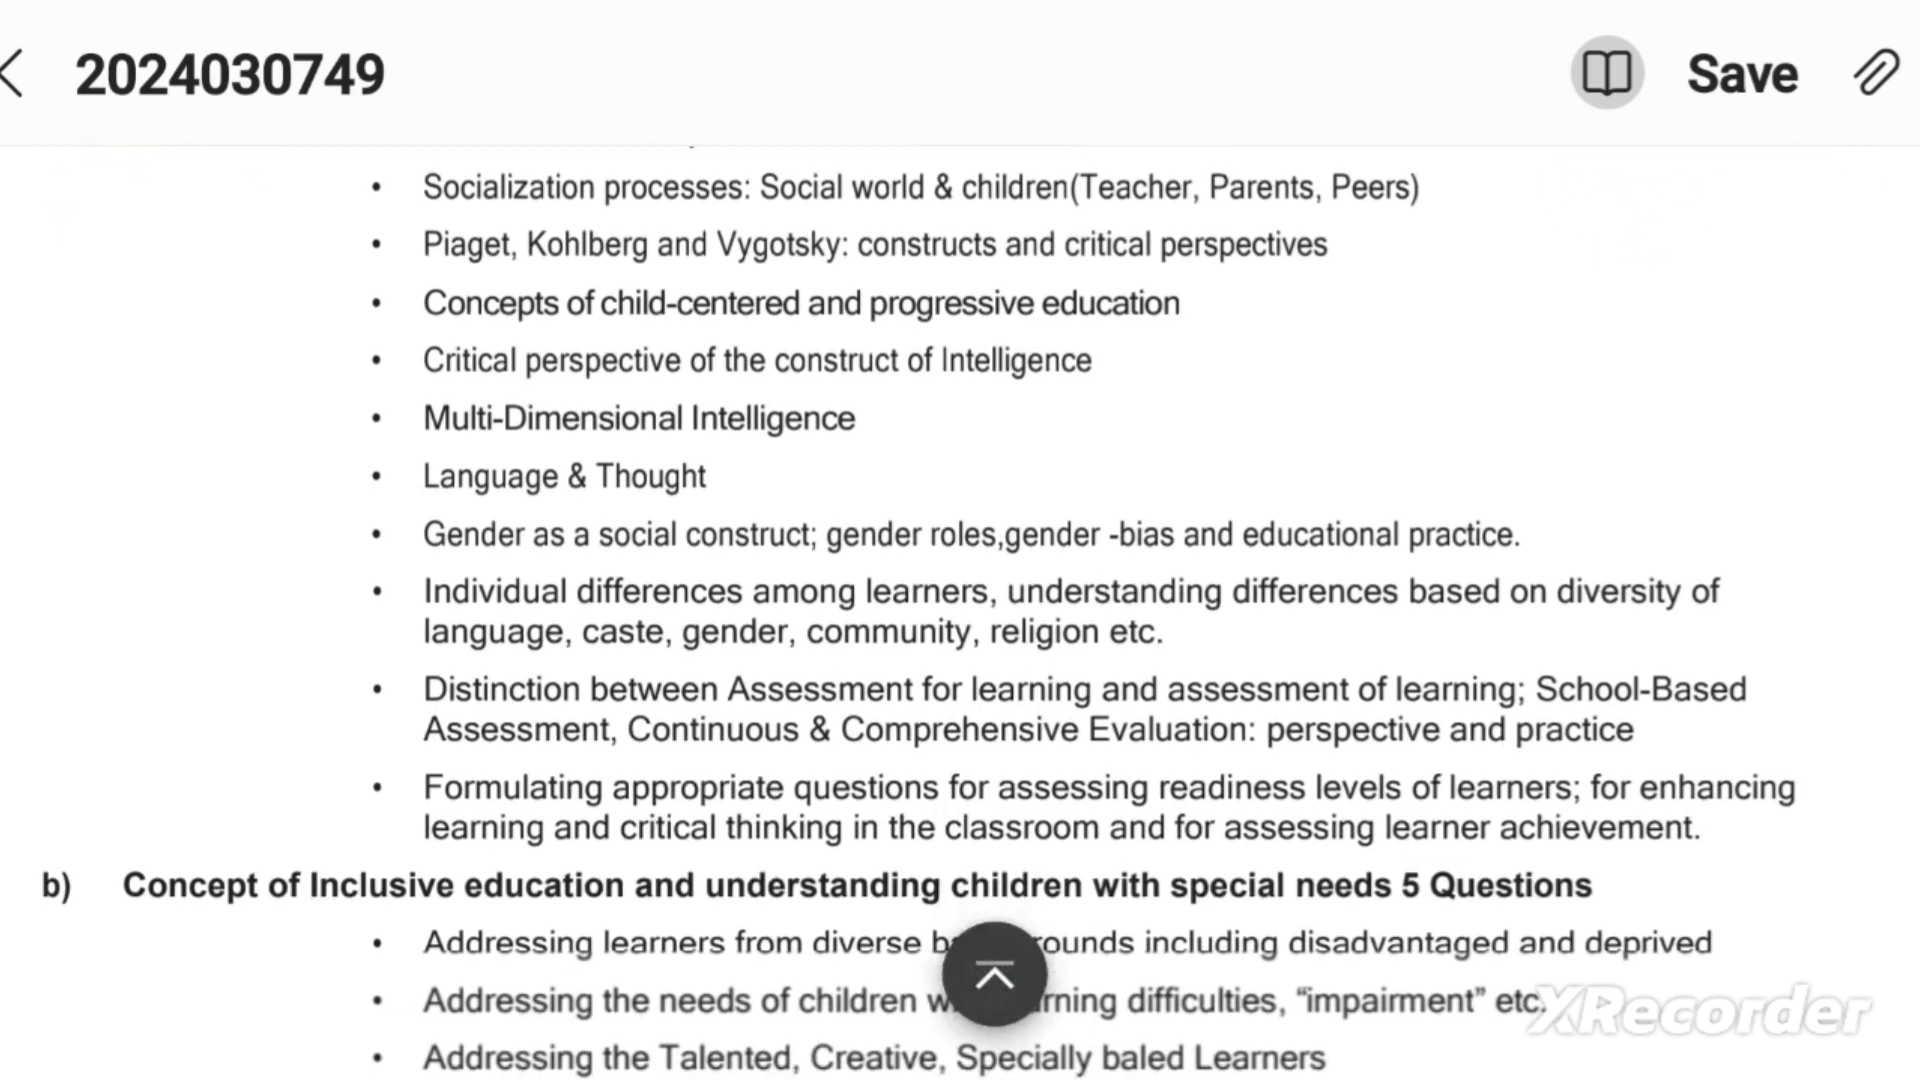 2024030749
Save
• Socialization processes: Social world & children(Teacher, Parents, Peers)
• Piaget, Kohlberg and Vygotsky: constructs and critical perspectives
• Concepts of child-centered and progressive education
• Critical perspective of the construct of Intelligence
• Multi-Dimensional Intelligence
• Language & Thought
• Gender as a social construct; gender roles,gender -bias and educational practice.
• Individual differences among learners, understanding differences based on diversity of
language, caste, gender, community, religion etc.
• Distinction between Assessment for learning and assessment of learning; School-Based
Assessment, Continuous & Comprehensive Evaluation: perspective and practice
• Formulating appropriate questions for assessing readiness levels of learners; for enhancing
learning and critical thinking in the classroom and for assessing learner achievement.
b) Concept of Inclusive education and understanding children with special needs 5 Questions
• Addressing learners from diverse including disadvantaged and deprived
• Addressing the needs of children difficulties, “impairment” etc.
XRecorder
• Addressing the Talented, Creative, Specially baled Learners